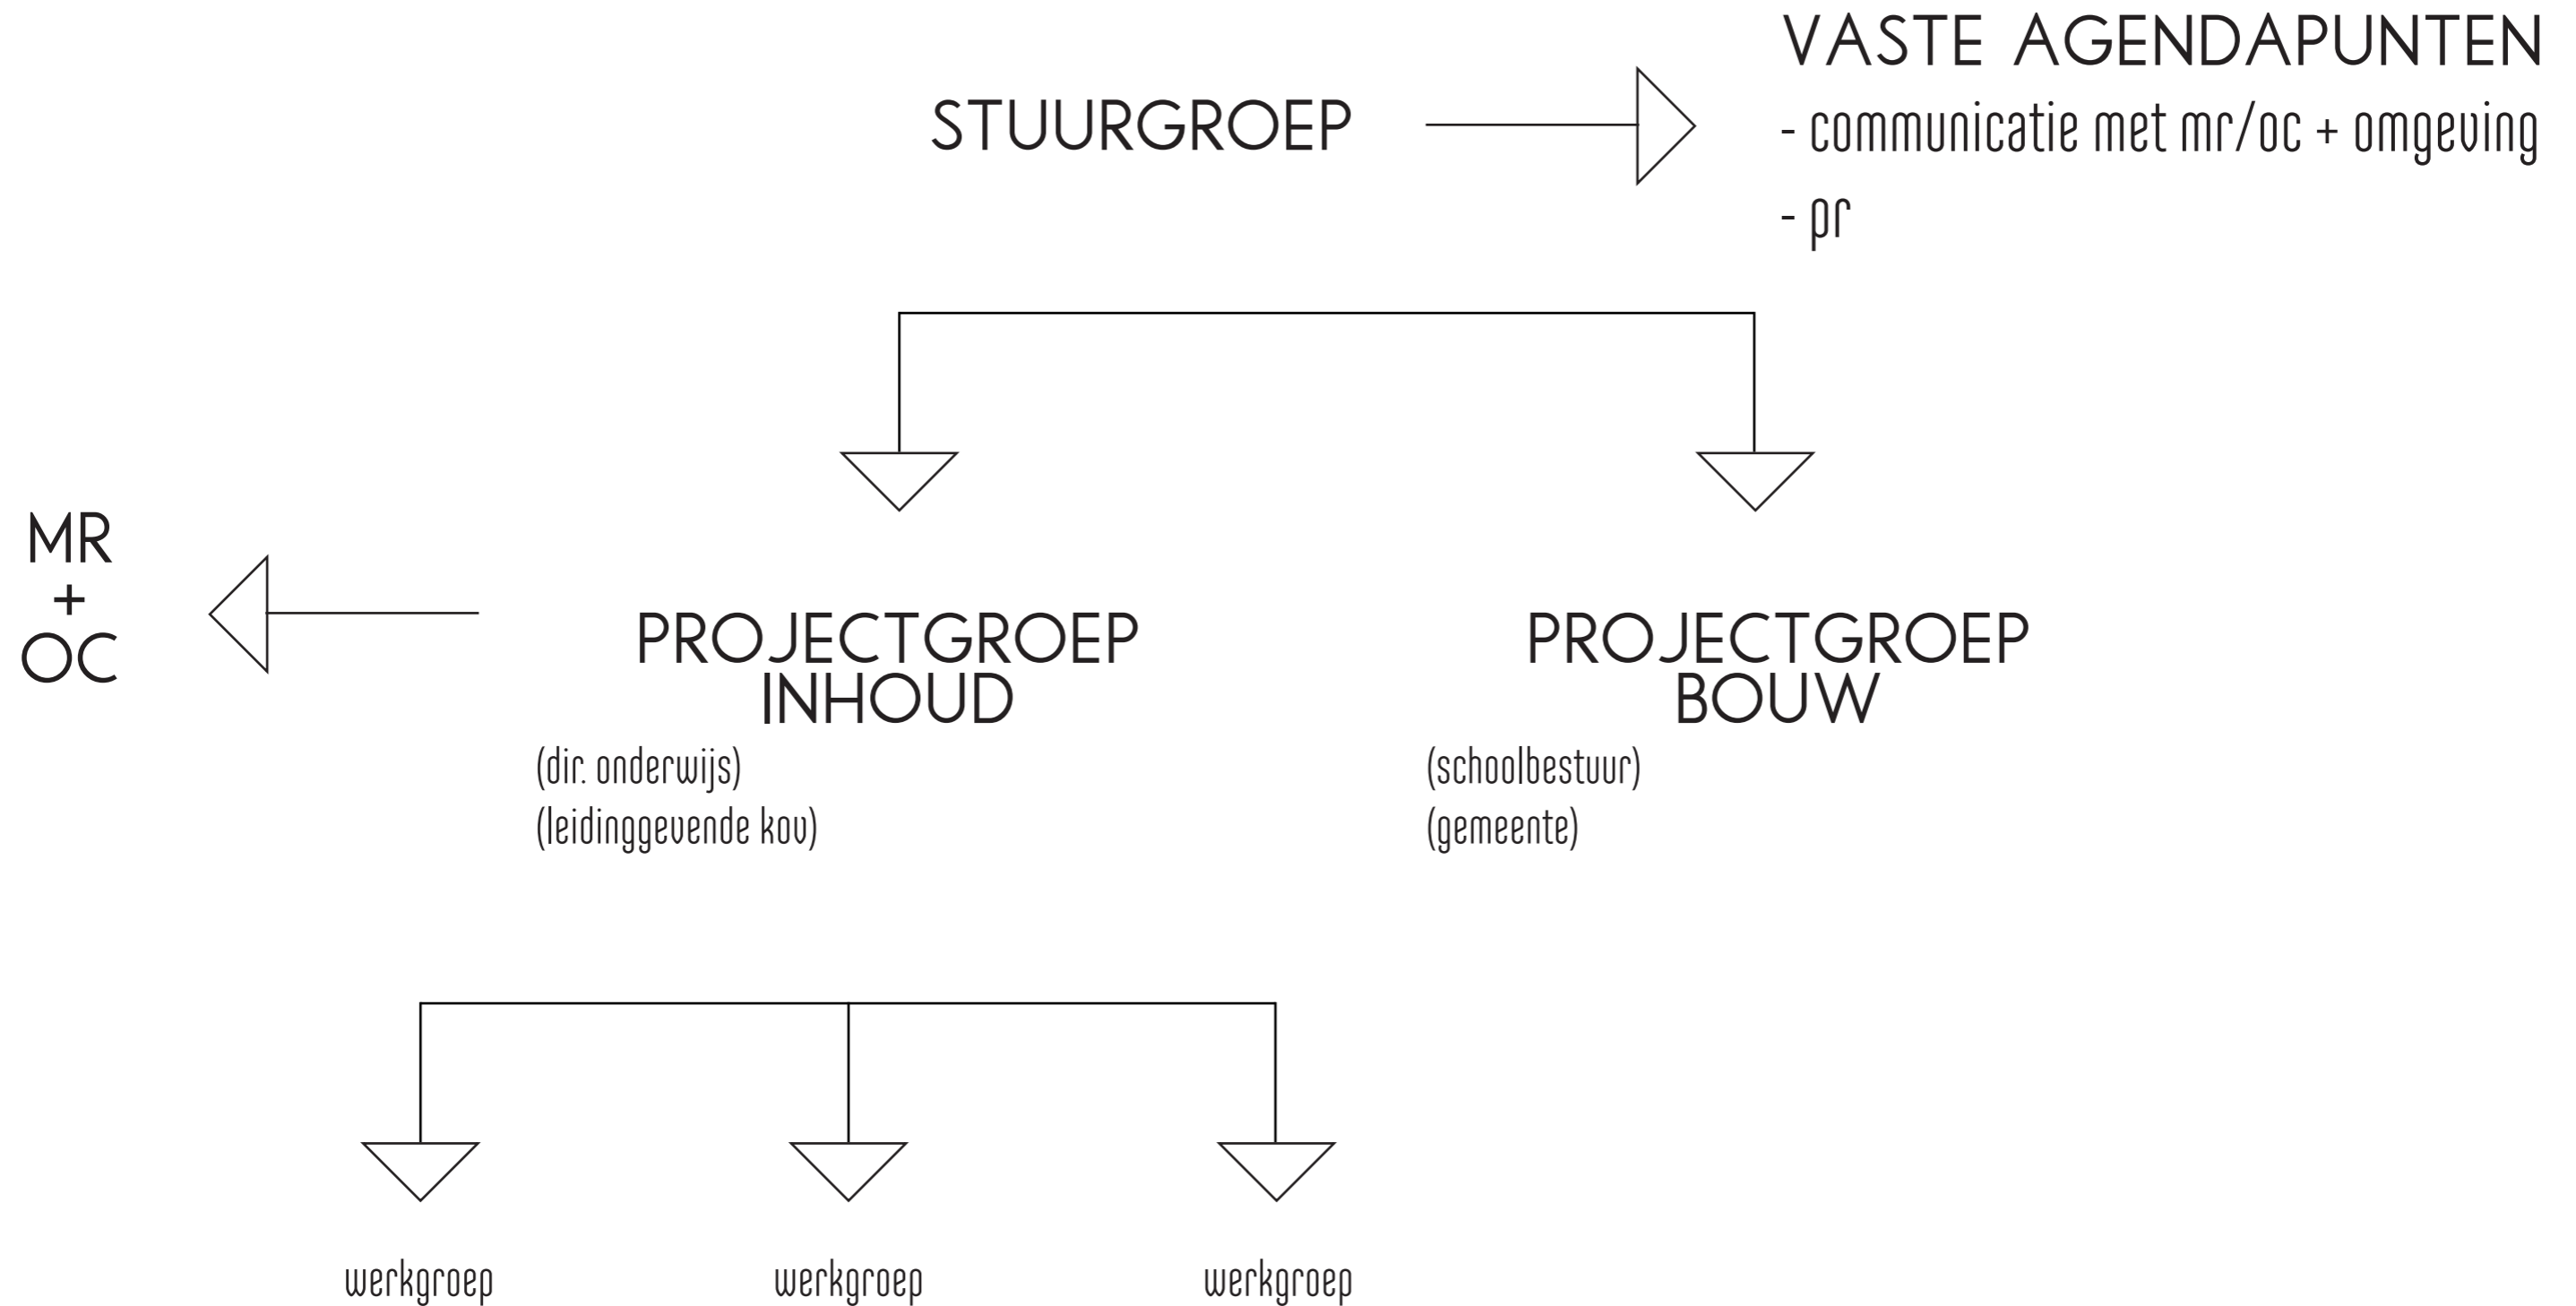 STUURGROEP
VASTE AGENDAPUNTEN
- communicatie met mr/oc + omgeving
- pr
MR
+
OC
PROJECTGROEP
INHOUD
(dir. onderwijs)
(leidinggevende kov)
PROJECTGROEP
BOUW
(schoolbestuur)
(gemeente)
werkgroep
werkgroep
werkgroep